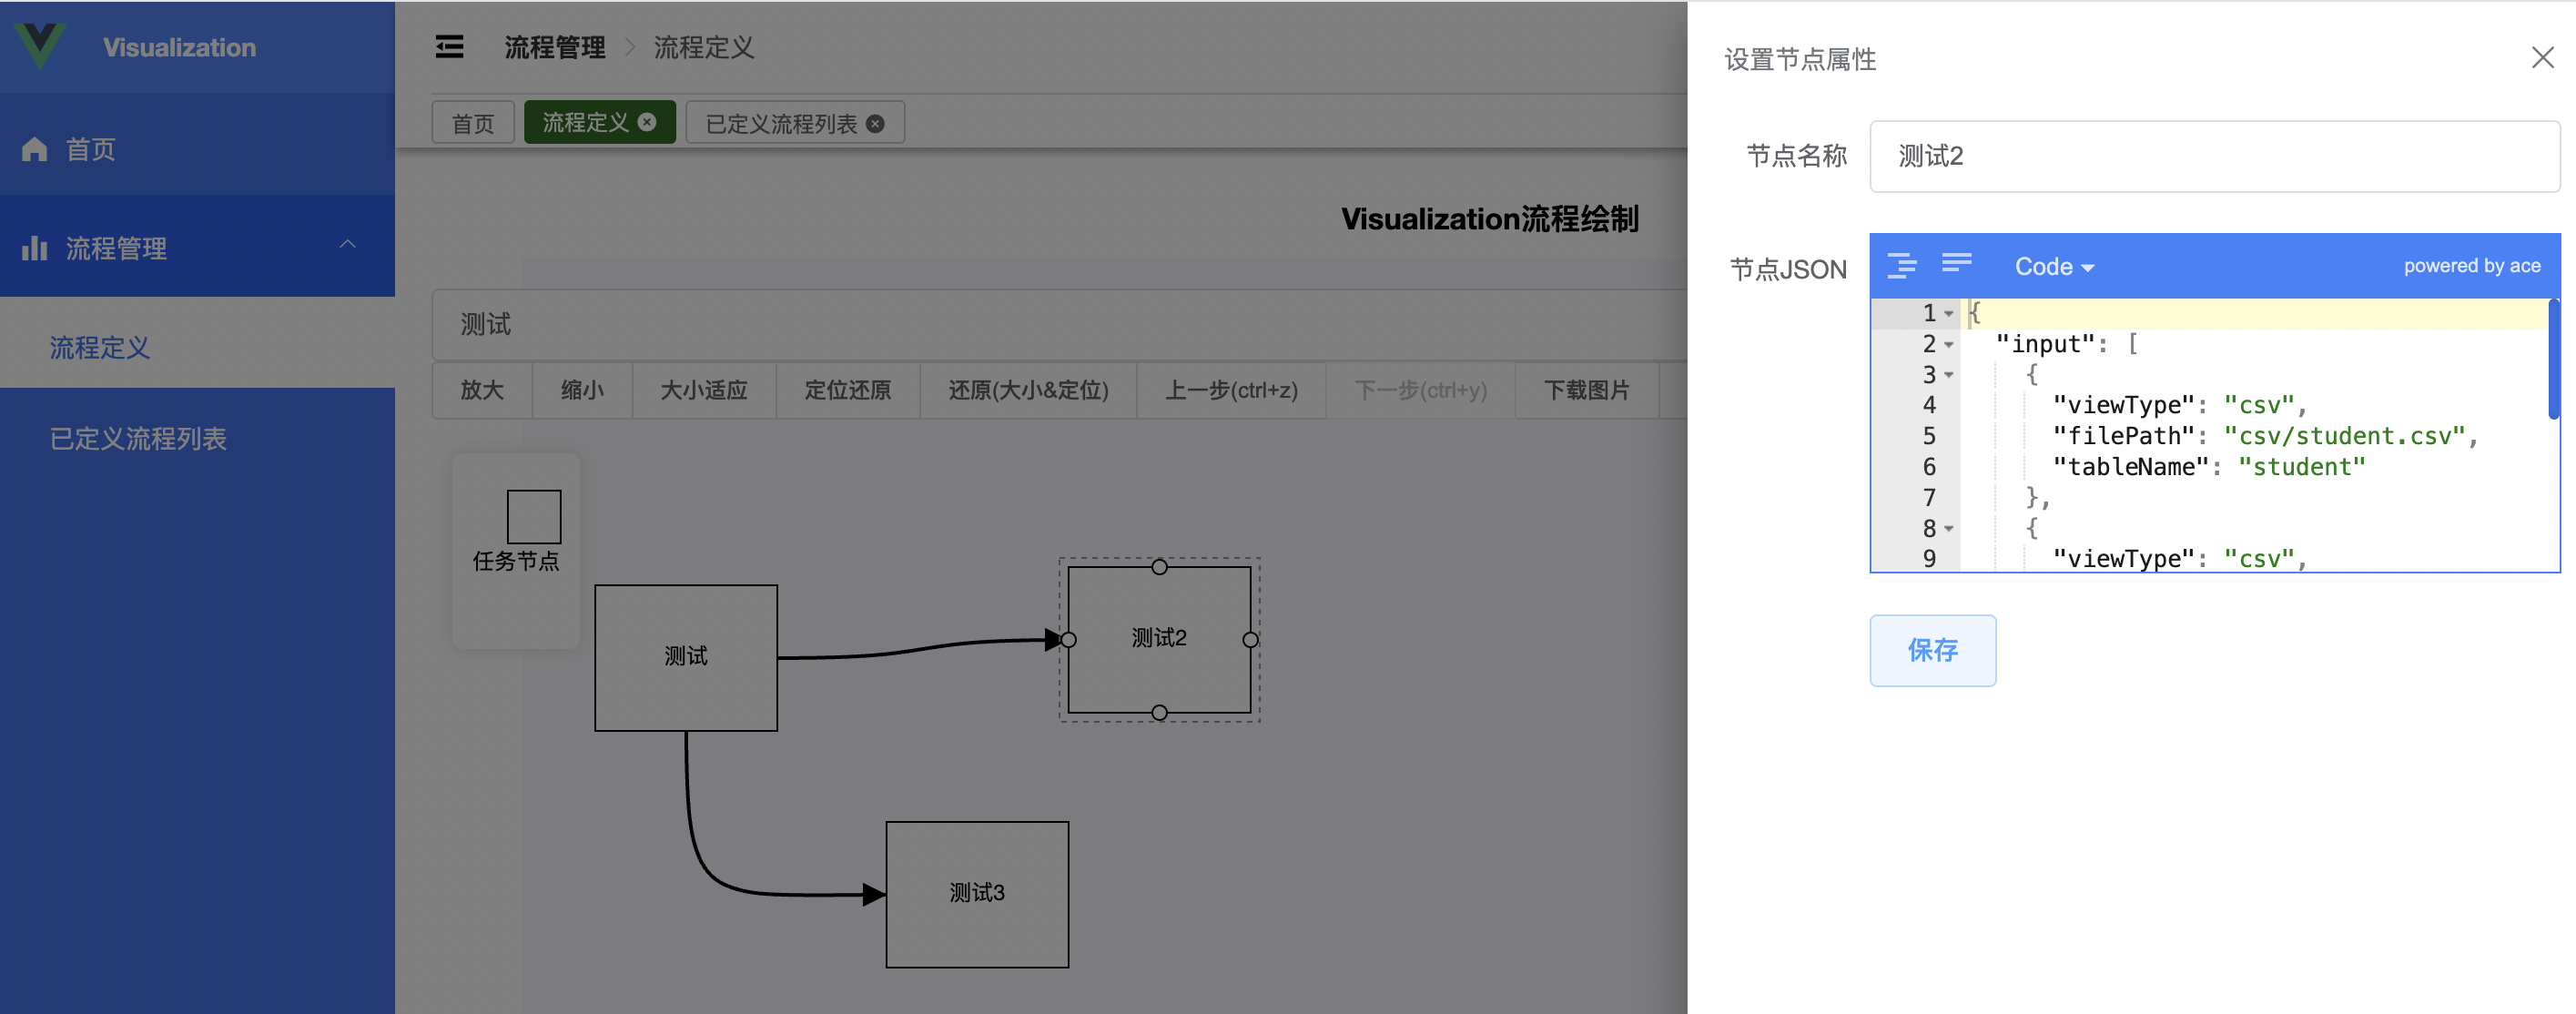 Visualization
首页
流程管理
流程定义
已定义流程列表
流程管理 流程定义
首页 流程定义 已定义流程列表
Visualization流程绘制
测试
放大 缩小 大小适应 定位还原 还原(大小&定位) 上一步(ctrl+z) 下一步(ctrl+y) 下载图片
任务节点
测试
测试2
测试3
设置节点属性
节点名称 测试2
节点JSON
Code powered by ace
1 {
2 "input": [
3 {
4 "viewType": "csv",
5 "filePath": "csv/student.csv",
6 "tableName": "student"
7 },
8 {
9 "viewType": "csv",
保存